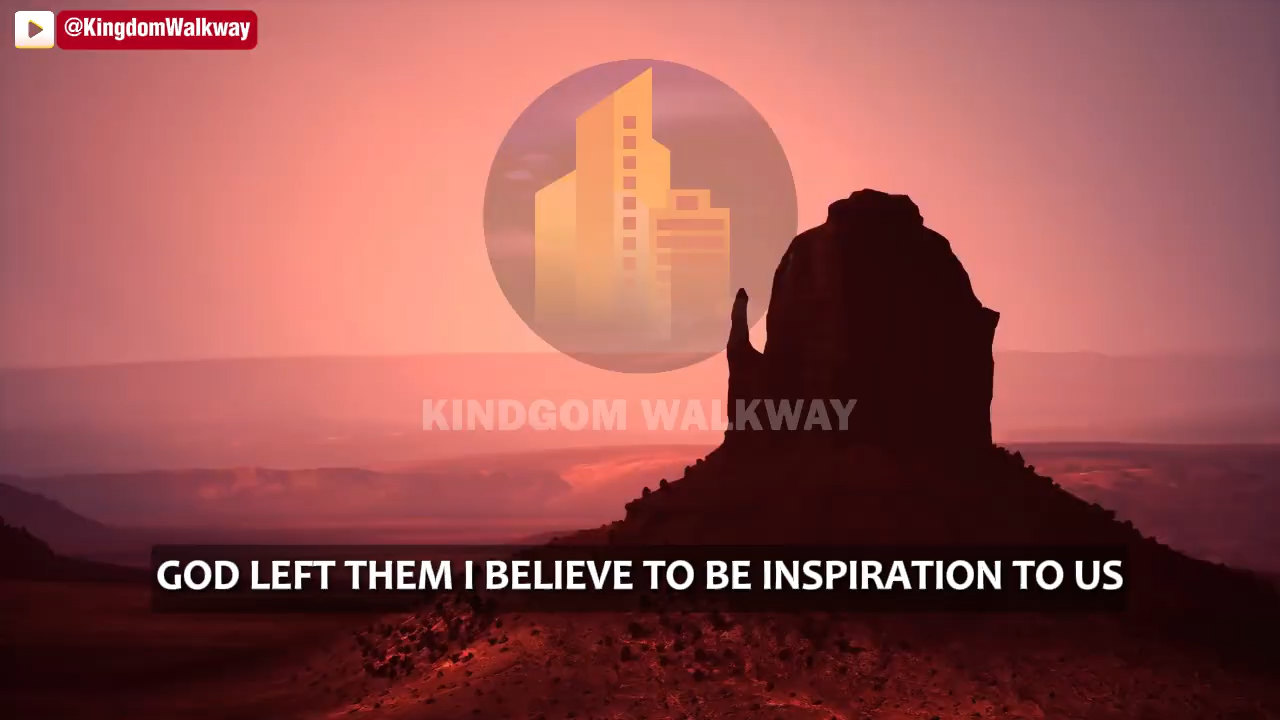 @KingdomWalkway
KINDGOM WALKWAY
GOD LEFT THEM I BELIEVE TO BE INSPIRATION TO US